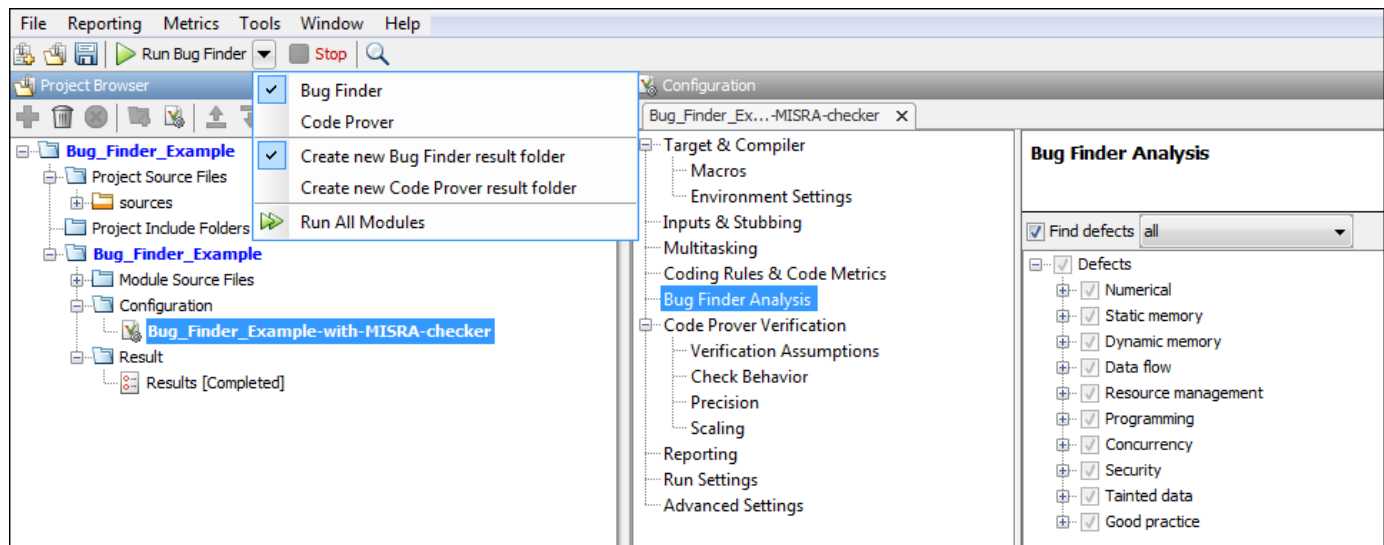 File Reporting Metrics Tools Window Help
Run Bug Finder Stop
Project Browser
Bug Finder
Code Prover
Create new Bug Finder result folder
Create new Code Prover result folder
Run All Modules
Bug_Finder_Example
Project Source Files
sources
Project Include Folders
Bug_Finder_Example
Module Source Files
Configuration
Bug_Finder_Example-with-MISRA-checker
Result
Results [Completed]
Configuration
Bug_Finder_Ex...-MISRA-checker X
Target & Compiler
Macros
Environment Settings
Inputs & Stubbing
Multitasking
Coding Rules & Code Metrics
Bug Finder Analysis
Code Prover Verification
Verification Assumptions
Check Behavior
Precision
Scaling
Reporting
Run Settings
Advanced Settings
Bug Finder Analysis
Find defects all
Defects
Numerical
Static memory
Dynamic memory
Data flow
Resource management
Programming
Concurrency
Security
Tainted data
Good practice